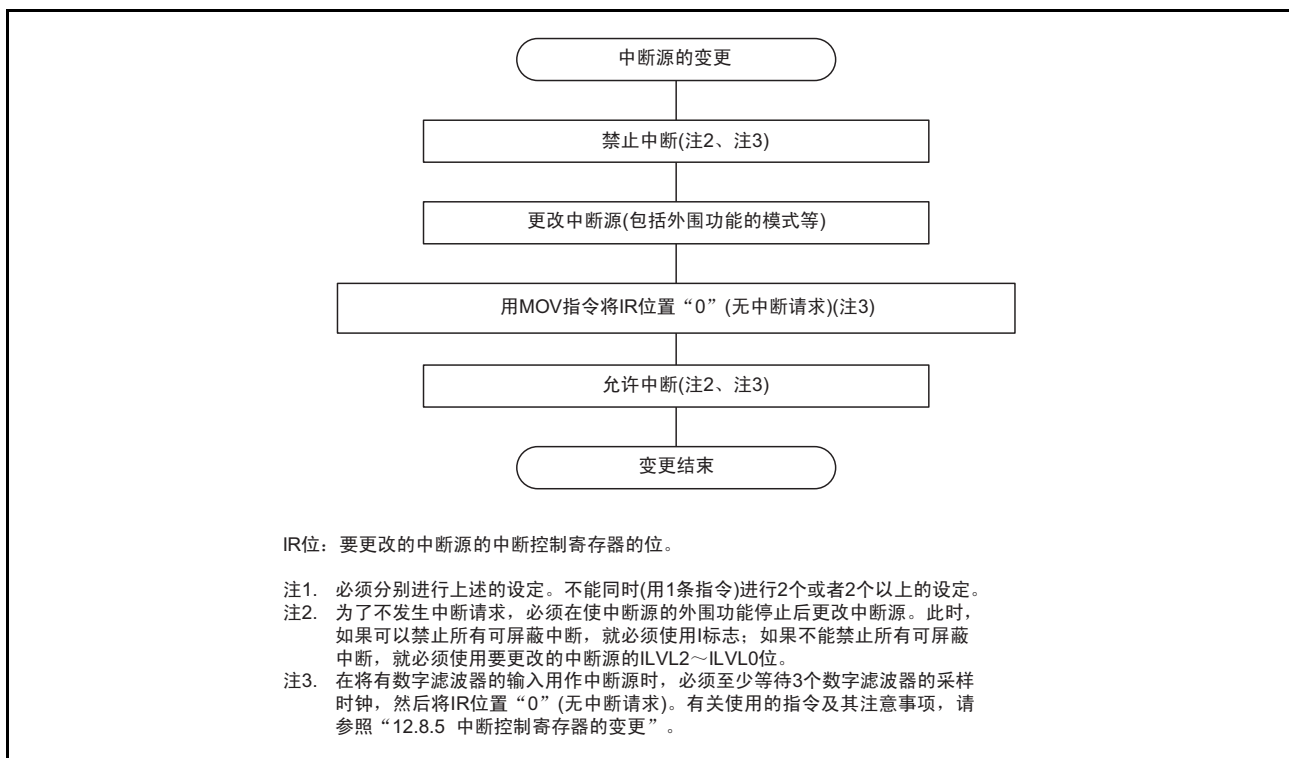 中断源的变更
禁止中断(注2、注3)
更改中断源(包括外围功能的模式等)
用MOV指令将IR位置“0”(无中断请求)(注3)
允许中断(注2、注3)
变更结束
IR位：要更改的中断源的中断控制寄存器的位。
注1. 必须分别进行上述的设定。不能同时(用1条指令)进行2个或者2个以上的设定。
注2. 为了不发生中断请求，必须在使中断源的外围功能停止后更改中断源。此时，
如果可以禁止所有可屏蔽中断，就必须使用I标志；如果不能禁止所有可屏蔽
中断，就必须使用要更改的中断源的ILVL2～ILVL0位。
注3. 在将有数字滤波器的输入用作中断源时，必须至少等待3个数字滤波器的采样
时钟，然后将IR位置“0”(无中断请求)。有关使用的指令及其注意事项，请
参照“12.8.5 中断控制寄存器的变更”。